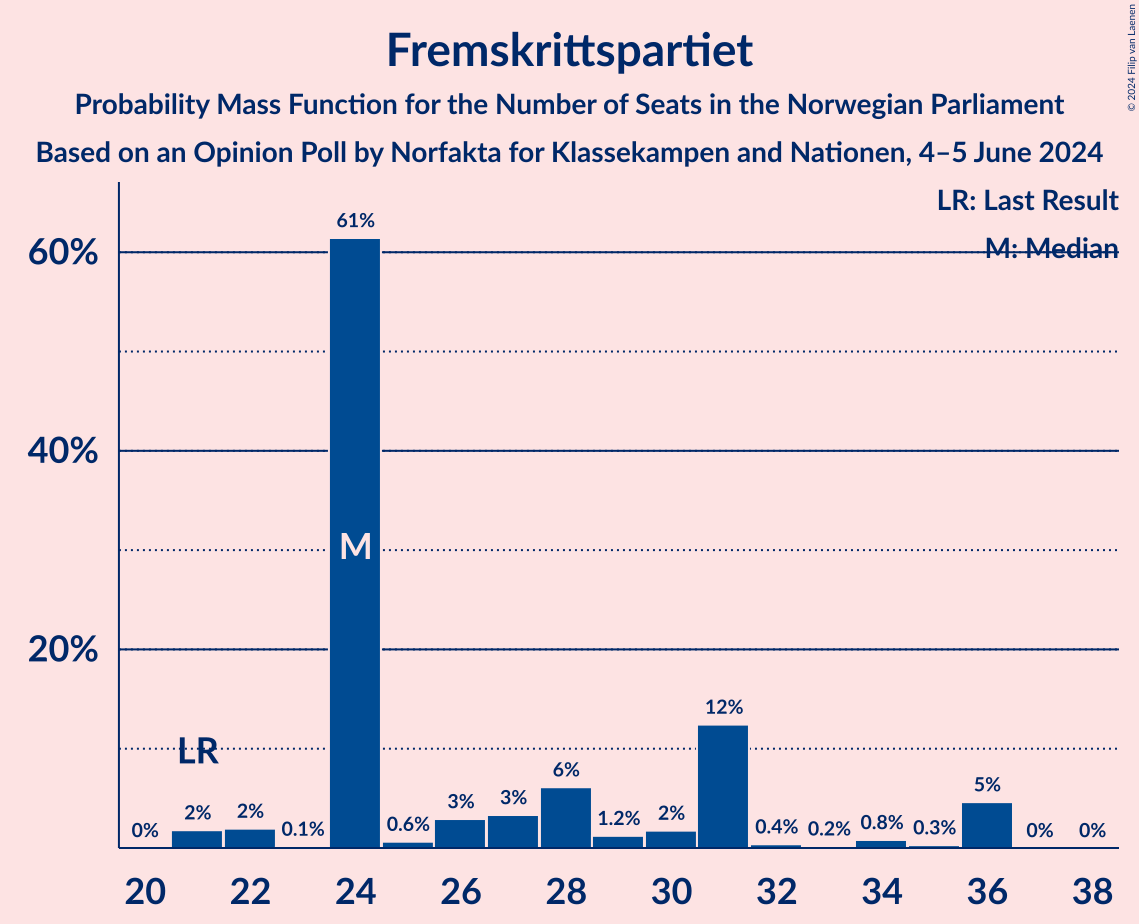 Fremskrittspartiet
Probability Mass Function for the Number of Seats in the Norwegian Parliament
Based on an Opinion Poll by Norfakta for Klassekampen and Nationen, 4–5 June 2024
© 2024 Filip van Laenen
LR: Last Result
M: Median
60%
40%
20%
61%
M
LR
0%
2%
2%
0.1%
0.6%
3%
3%
6%
1.2%
2%
12%
0.4%
0.2%
0.8%
0.3%
5%
0%
0%
20 22 24 26 28 30 32 34 36 38